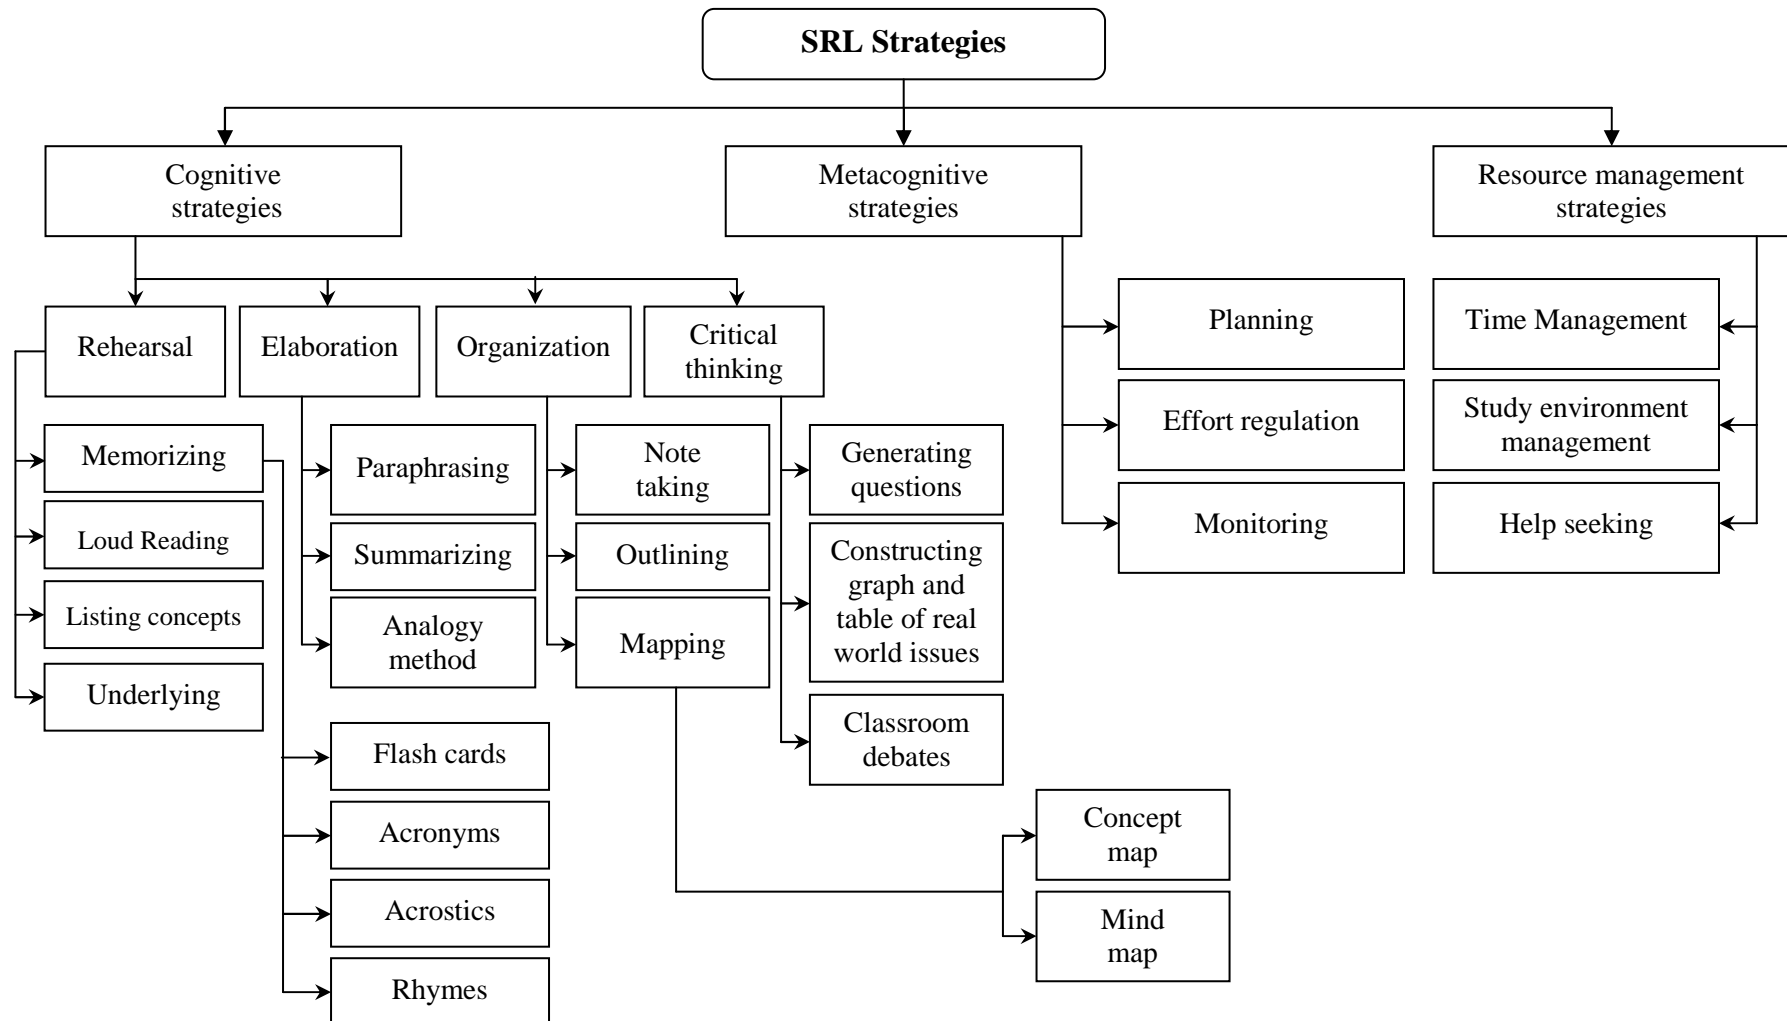 SRL Strategies
Cognitive
strategies
Metacognitive
strategies
Resource management
strategies
Rehearsal
Elaboration
Organization
Critical
thinking
Planning
Effort regulation
Monitoring
Time Management
Study environment
management
Help seeking
Memorizing
Loud Reading
Listing concepts
Underlying
Paraphrasing
Summarizing
Analogy
method
Note
taking
Outlining
Mapping
Generating
questions
Constructing
graph and
table of real
world issues
Classroom
debates
Flash cards
Acronyms
Acrostics
Rhymes
Concept
map
Mind
map